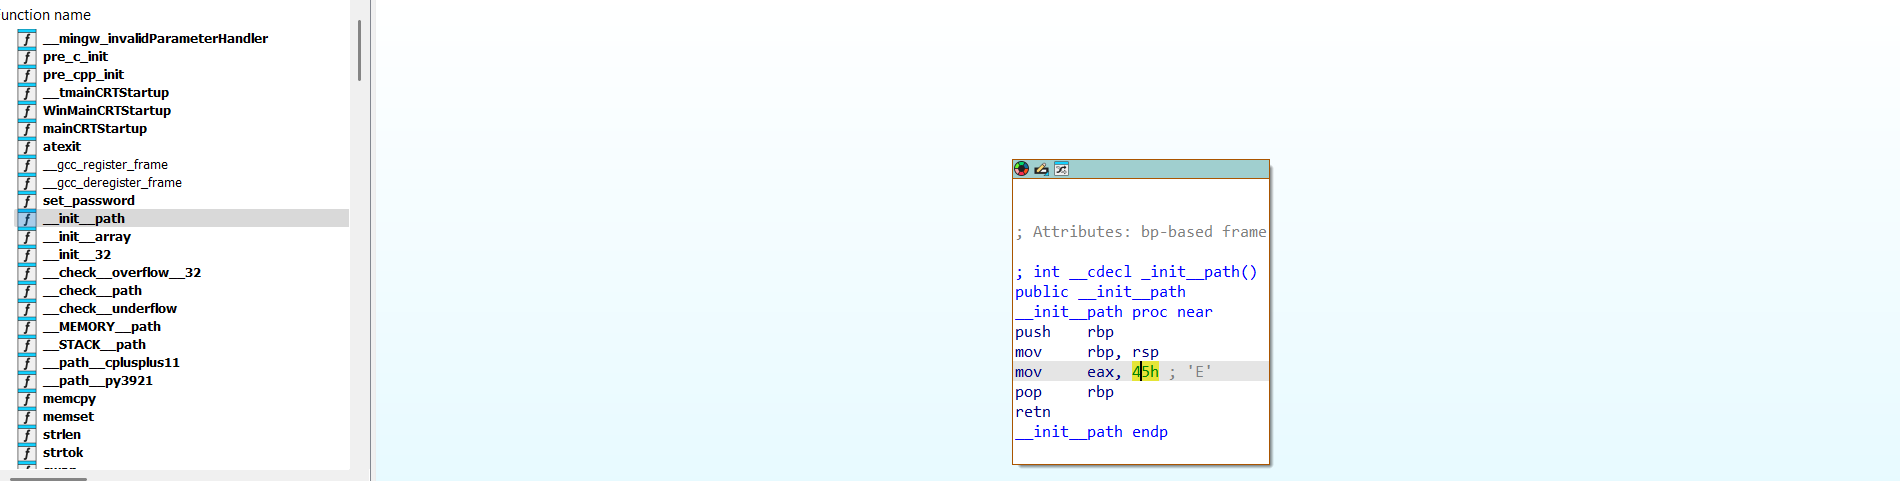 unction name
__mingw_invalidParameterHandler
pre_c_init
pre_cpp_init
__tmainCRTStartup
WinMainCRTStartup
mainCRTStartup
atexit
__gcc_register_frame
__gcc_deregister_frame
set_password
__init__path
__init__array
__init__32
__check__overflow__32
__check__path
__check__underflow
__MEMORY__path
__STACK__path
__path__cplusplus11
__path__py3921
memcpy
memset
strlen
strtok
; Attributes: bp-based frame
; int __cdecl _init__path()
public __init__path
__init__path proc near
push rbp
mov rbp, rsp
mov eax, 45h ; 'E'
pop rbp
retn
__init__path endp